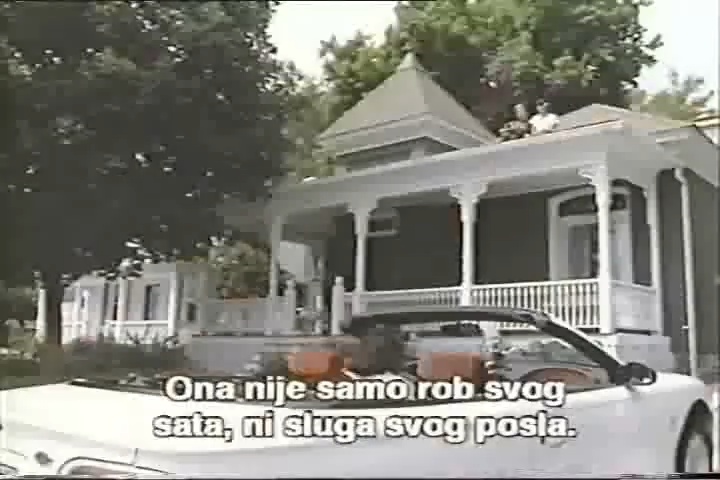 Ona nije samo rob svog
sata, ni sluga svog posla.